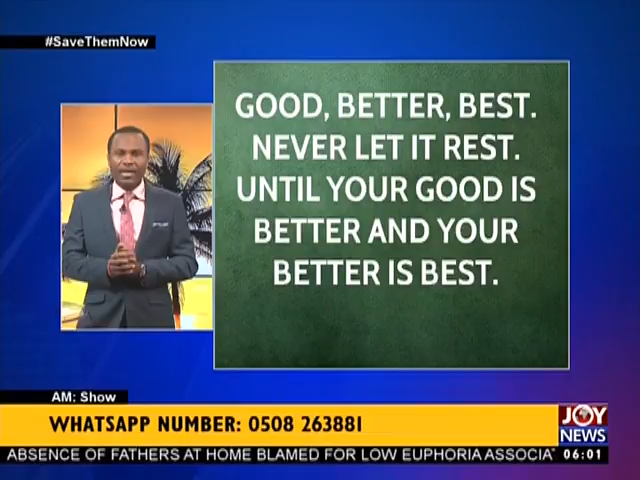 #SaveThemNow
GOOD, BETTER, BEST.
NEVER LET IT REST.
UNTIL YOUR GOOD IS
BETTER AND YOUR
BETTER IS BEST.
AM: Show
WHATSAPP NUMBER: 0508 263881
JOY
NEWS
ABSENCE OF FATHERS AT HOME BLAMED FOR LOW EUPHORIA ASSOCIA
06:01